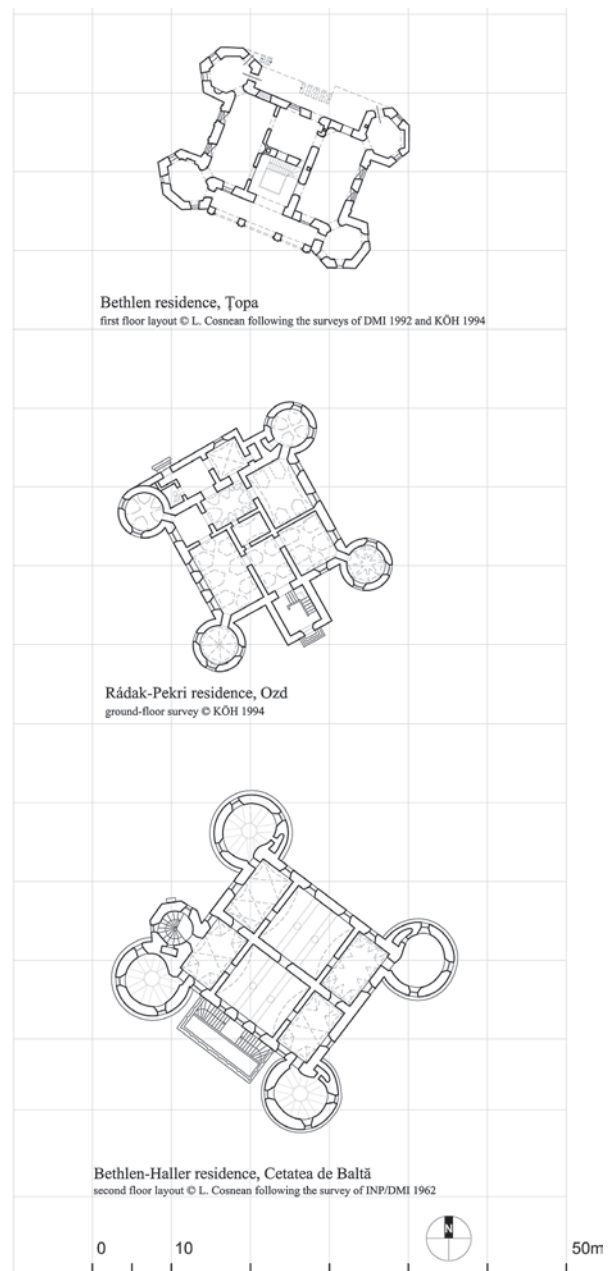 Bethlen residence, Țopa
first floor layout © L. Cosnean following the surveys of DMI 1992 and KÖH 1994
Rádak-Pekri residence, Ozd
ground-floor survey © KÖH 1994
Bethlen-Haller residence, Cetatea de Baltă
second floor layout © L. Cosnean following the survey of INP/DMI 1962
N
0 10 50m